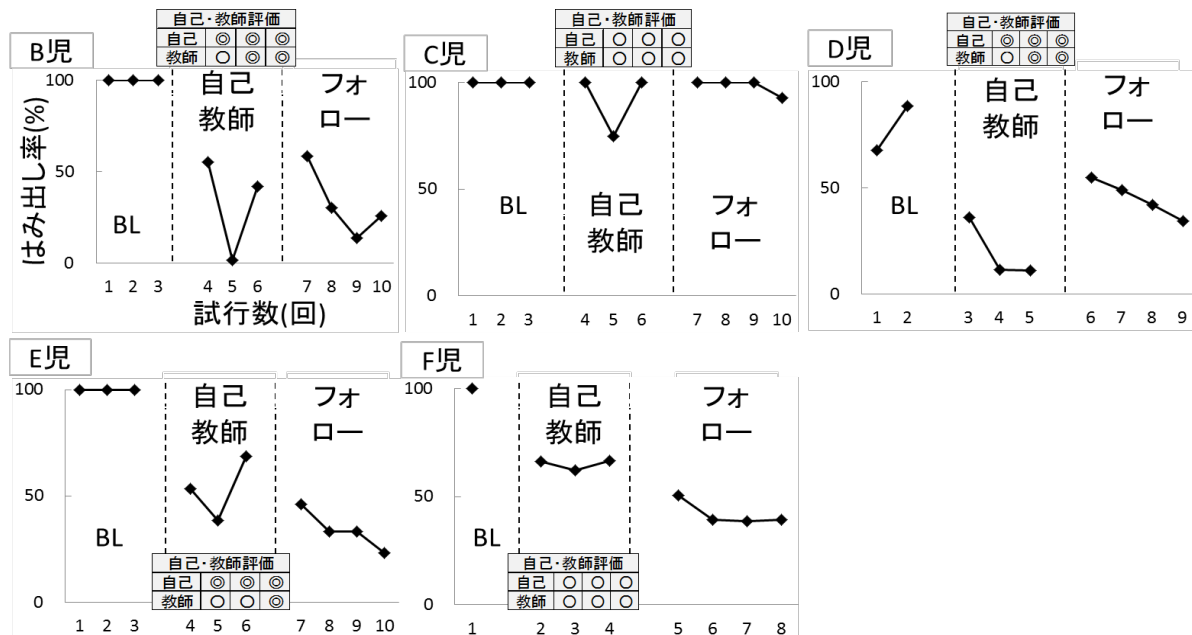 自己・教師評価
自己 ◎ ◎ ◎
教師 ○ ◎ ◎
B児
100
50
0
はみ出し率(%)
BL
自己
教師
フォ
ロー
1 2 3 4 5 6 7 8 9 10
試行数(回)
自己・教師評価
自己 ○ ○ ○
教師 ○ ○ ○
C児
100
50
0
BL
自己
教師
フォ
ロー
1 2 3 4 5 6 7 8 9 10
自己・教師評価
自己 ◎ ◎ ◎
教師 ○ ◎ ◎
D児
100
50
0
BL
自己
教師
フォ
ロー
1 2 3 4 5 6 7 8 9
E児
100
50
0
BL
自己
教師
フォ
ロー
自己・教師評価
自己 ◎ ◎ ◎
教師 ○ ○ ◎
1 2 3 4 5 6 7 8 9 10
F児
100
50
0
BL
自己
教師
フォ
ロー
自己・教師評価
自己 ○ ○ ○
教師 ○ ○ ○
1 2 3 4 5 6 7 8